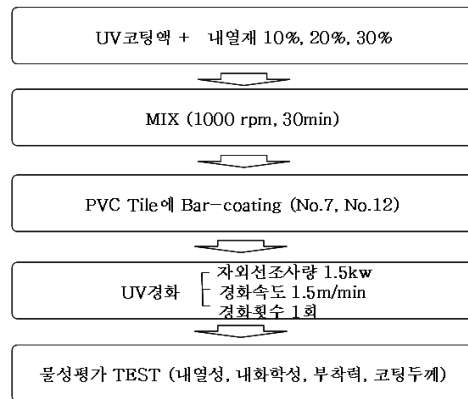 UV코팅액 + 내열재 10%, 20%, 30%
MIX (1000 rpm, 30min)
PVC Tile에 Bar-coating (No.7, No.12)
자외선조사량 1.5kw
UV경화 경화속도 1.5m/min
경화횟수 1회
물성평가 TEST (내열성, 내화학성, 부착력, 코팅두께)